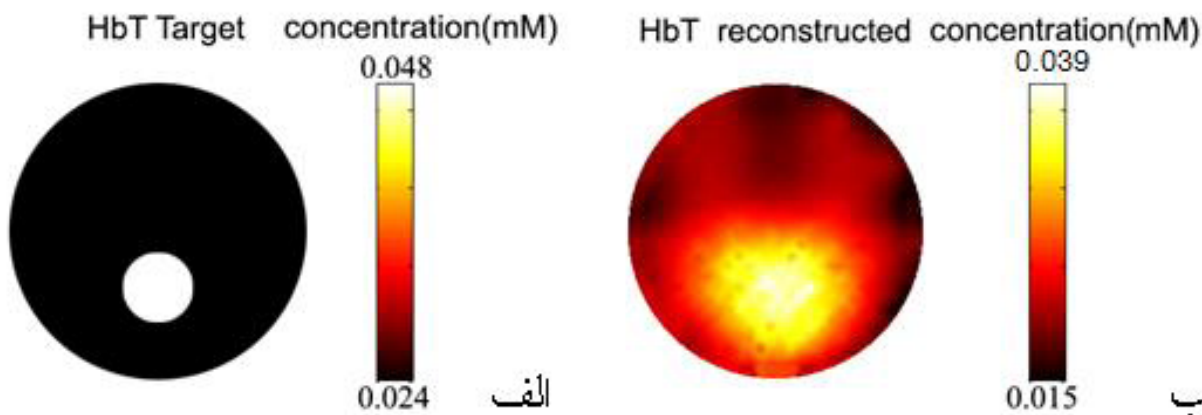 HbT Target concentration(mM)
0.048
0.024
الف
HbT reconstructed concentration(mM)
0.039
0.015